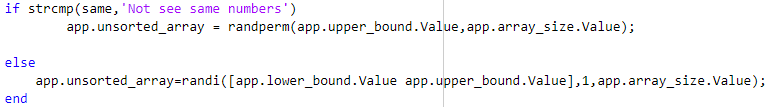 if strcmp(same,'Not see same numbers')
app.unsorted_array = randperm(app.upper_bound.Value,app.array_size.Value);
else
app.unsorted_array=randi([app.lower_bound.Value app.upper_bound.Value],1,app.array_size.Value);
end